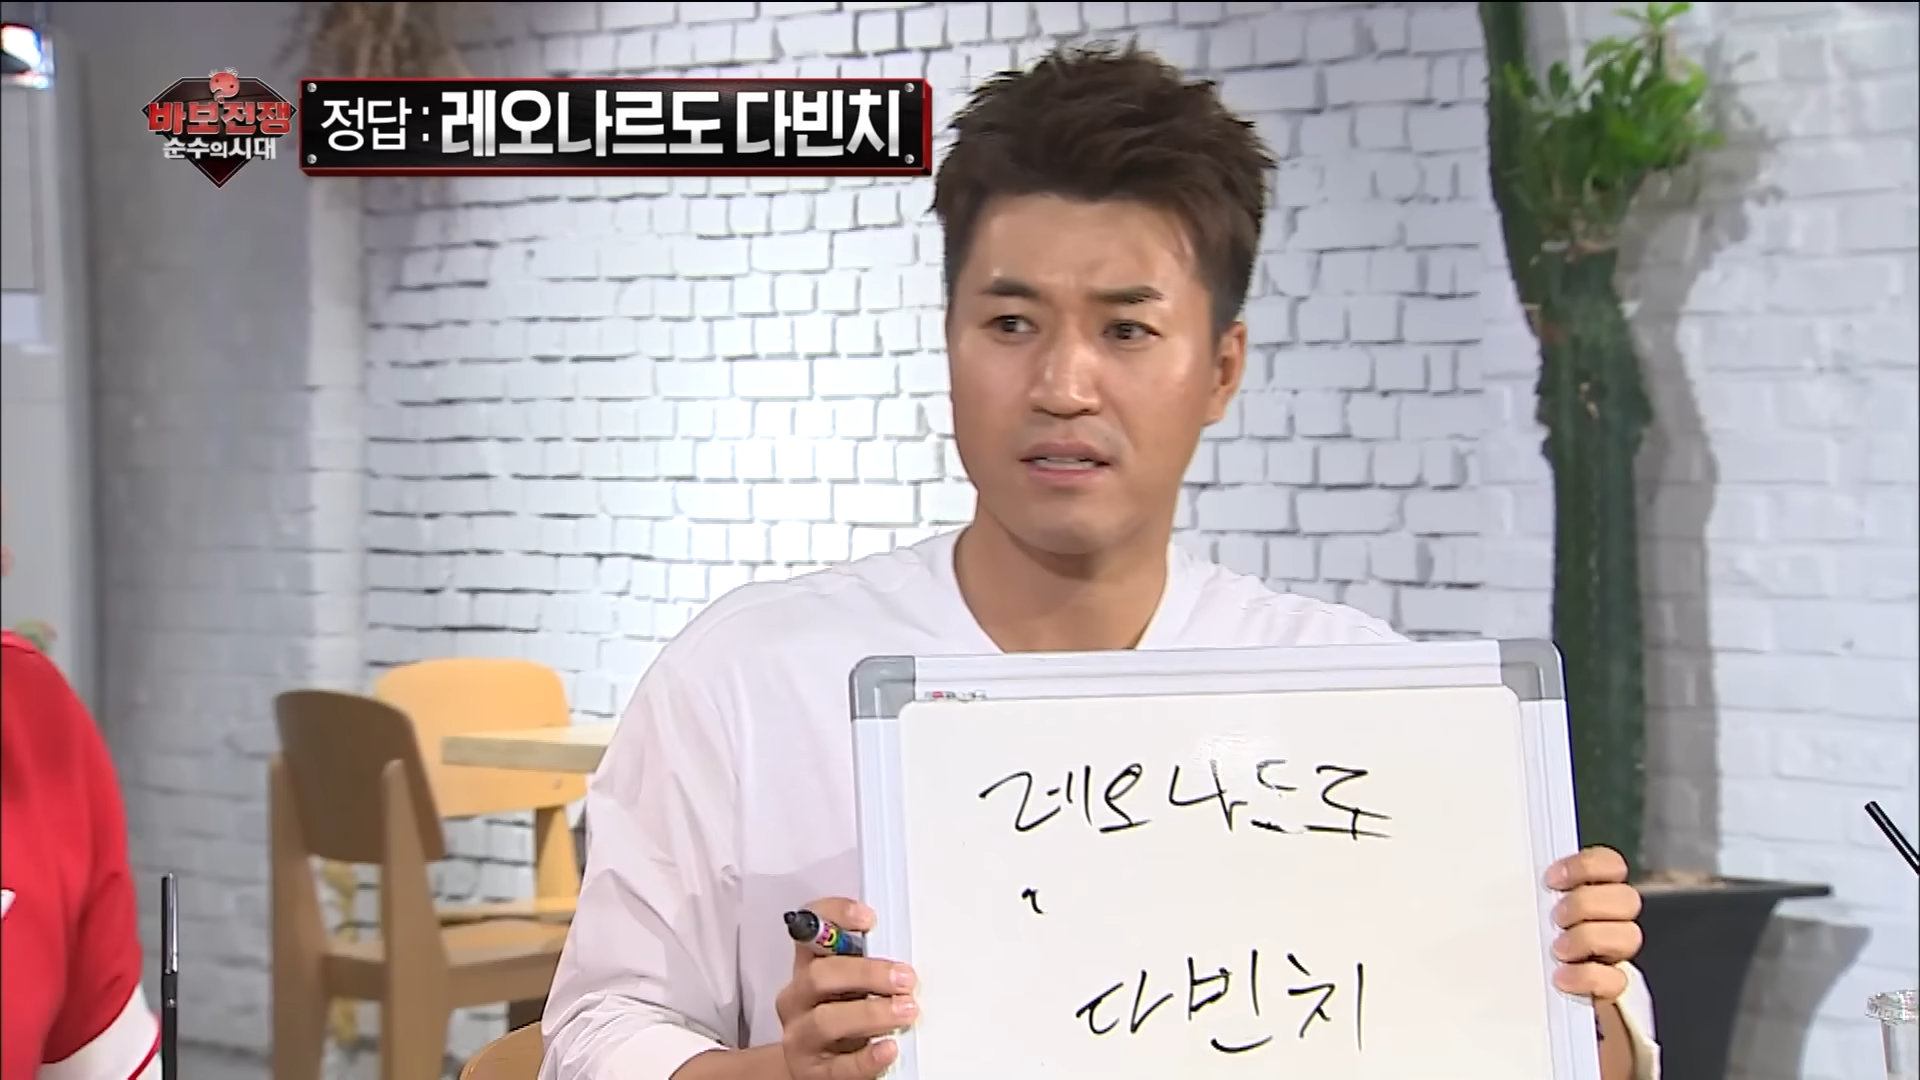 바보전쟁
순수의시대
정답 : 레오나르도 다빈치
레오나드로
다빈치